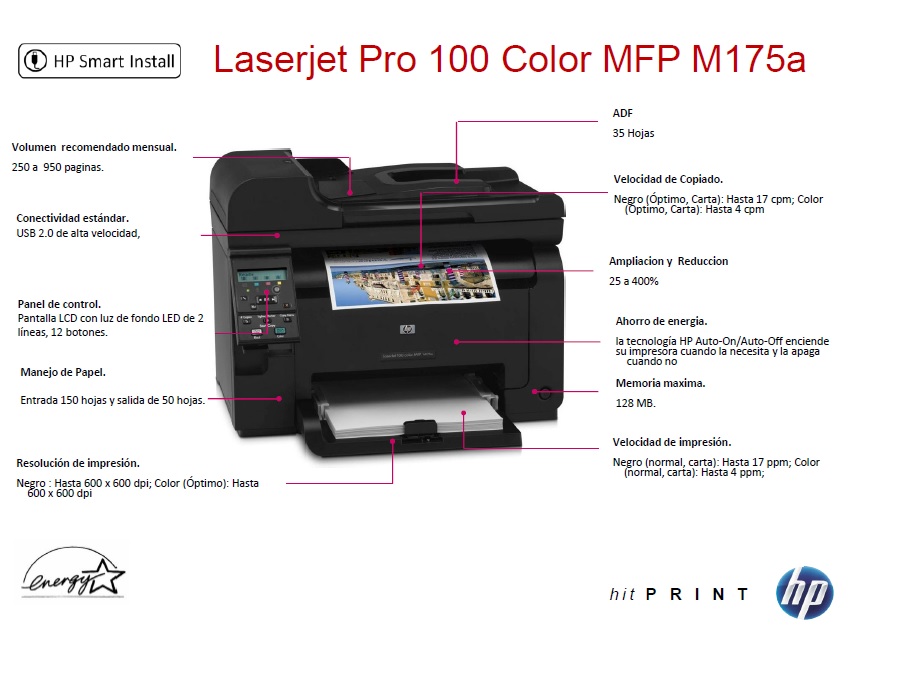 HP Smart Install
Laserjet Pro 100 Color MFP M175a
Volumen recomendado mensual.
250 a 950 paginas.
Conectividad estándar.
USB 2.0 de alta velocidad,
Panel de control.
Pantalla LCD con luz de fondo LED de 2
líneas, 12 botones.
Manejo de Papel.
Entrada 150 hojas y salida de 50 hojas.
Resolución de impresión.
Negro : Hasta 600 x 600 dpi; Color (Óptimo): Hasta
600 x 600 dpi
ADF
35 Hojas
Velocidad de Copiado.
Negro (Óptimo, Carta): Hasta 17 cpm; Color
(Óptimo, Carta): Hasta 4 cpm
Ampliacion y Reduccion
25 a 400%
Ahorro de energia.
la tecnología HP Auto-On/Auto-Off enciende
su impresora cuando la necesita y la apaga
cuando no
Memoria maxima.
128 MB.
Velocidad de impresión.
Negro (normal, carta): Hasta 17 ppm; Color
(normal, carta): Hasta 4 ppm;
hp
energy
hit PRINT
hp